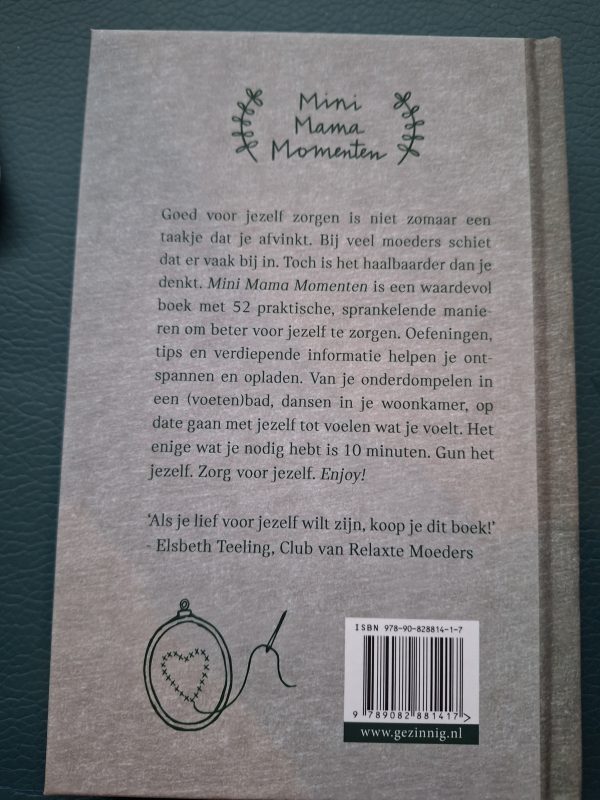 Mini
Mama
Momenten
Goed voor jezelf zorgen is niet zomaar een
taakje dat je afvinkt. Bij veel moeders schiet
dat er vaak bij in. Toch is het haalbaarder dan je
denkt. Mini Mama Momenten is een waardevol
boek met 52 praktische, sprankelende manie-
ren om beter voor jezelf te zorgen. Oefeningen,
tips en verdiepende informatie helpen je ont-
spannen en opladen. Van je onderdompelen in
een (voeten)bad, dansen in je woonkamer, op
date gaan met jezelf tot voelen wat je voelt. Het
enige wat je nodig hebt is 10 minuten. Gun het
jezelf. Zorg voor jezelf. Enjoy!
‘Als je lief voor jezelf wilt zijn, koop je dit boek!’
- Elsbeth Teeling, Club van Relaxte Moeders
ISBN 978-90-828814-1-7
9 789082 881417 >
www.gezinnig.nl